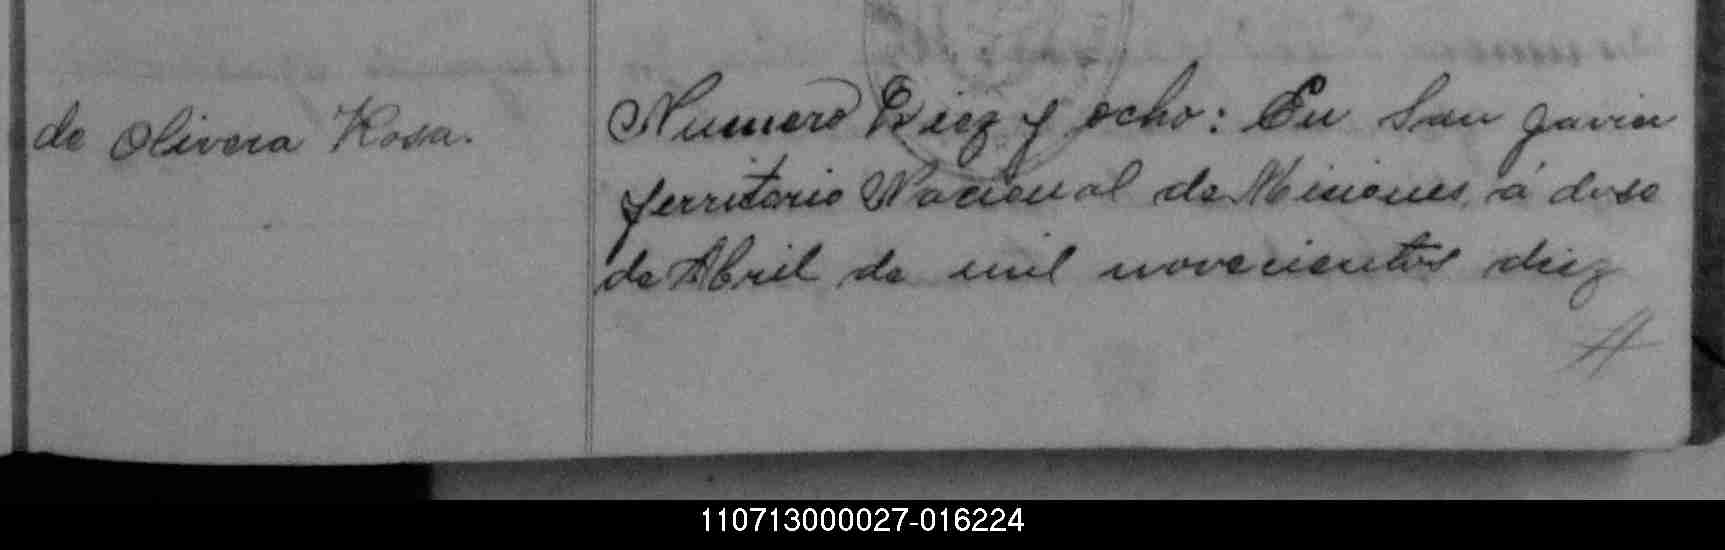 de Olivera Rosa.
Numero Diez y ocho: En San Javier
territorio Nacional de Misiones, á dose
de Abril de mil novecientos diez
110713000027-016224